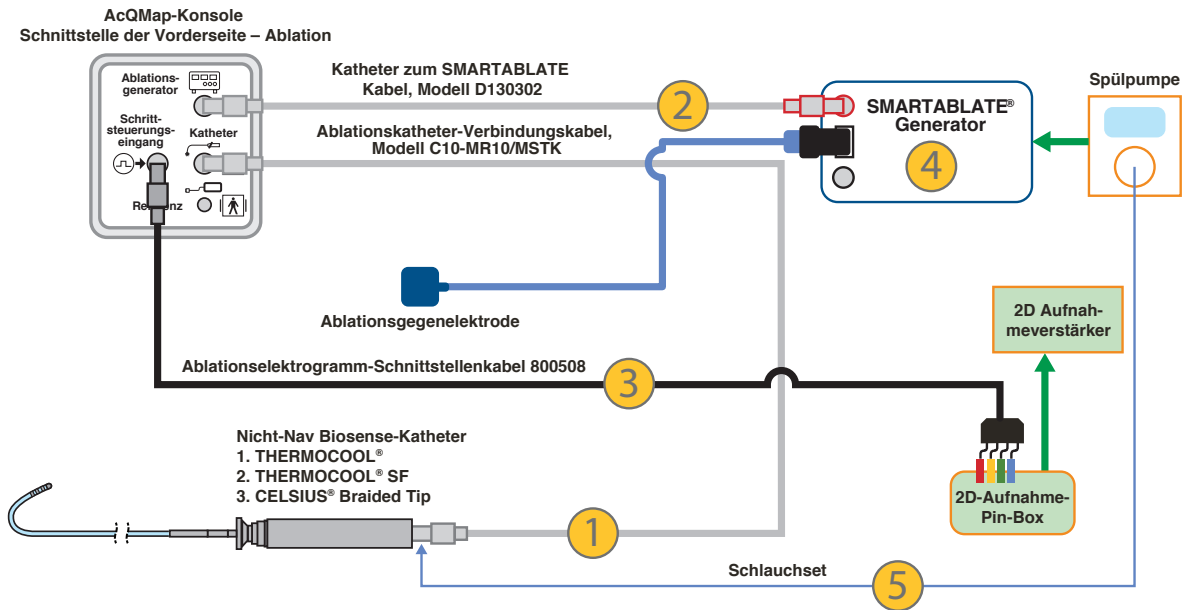 AcQMap-Konsole
Schnittstelle der Vorderseite – Ablation
Ablations-
generator
Schritt-
steuerungs-
eingang
Katheter
Katheter zum SMARTABLATE
Kabel, Modell D130302
2
Ablationskatheter-Verbindungskabel,
Modell C10-MR10/MSTK
SMARTABLATE®
Generator
4
Spülpumpe
Ablationsgegenelektrode
2D Aufnah-
meverstärker
Ablationselektrogramm-Schnittstellenkabel 800508
3
Nicht-Nav Biosense-Katheter
1. THERMOCOOL®
2. THERMOCOOL® SF
3. CELSIUS® Braided Tip
2D-Aufnahme-
Pin-Box
1
Schlauchset
5